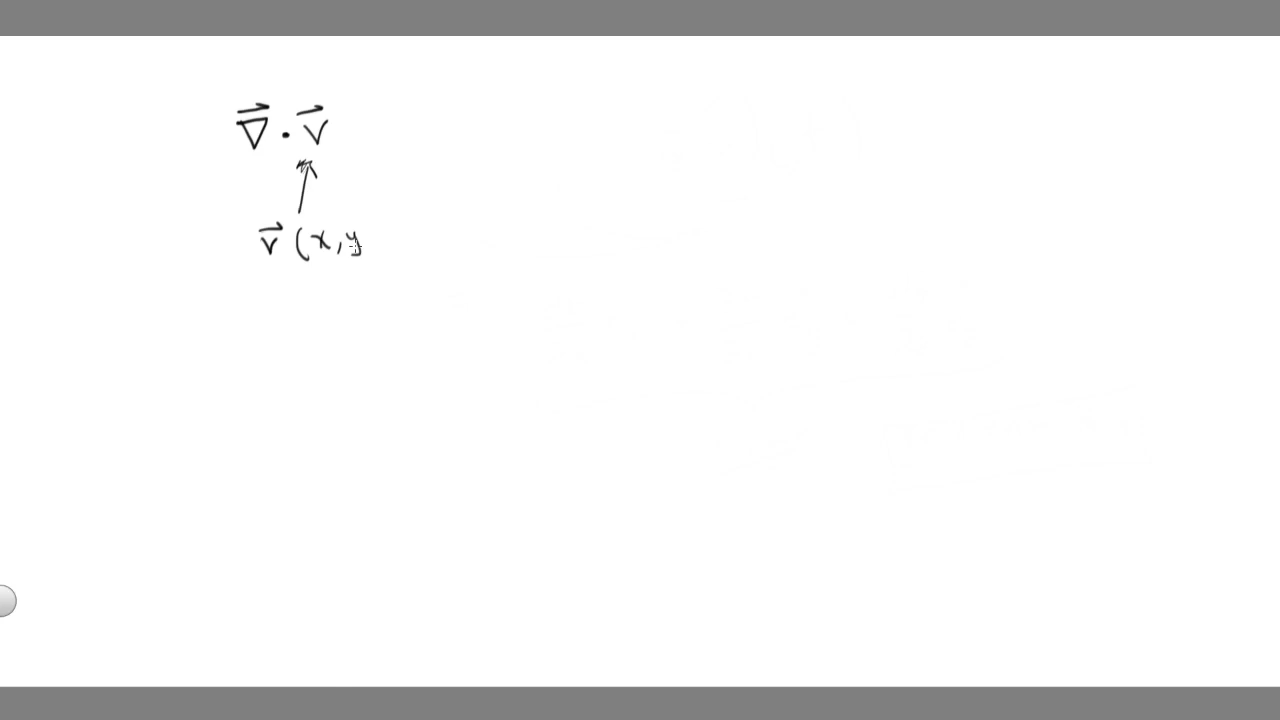 ∇⃗ · v⃗
v⃗ (x, y